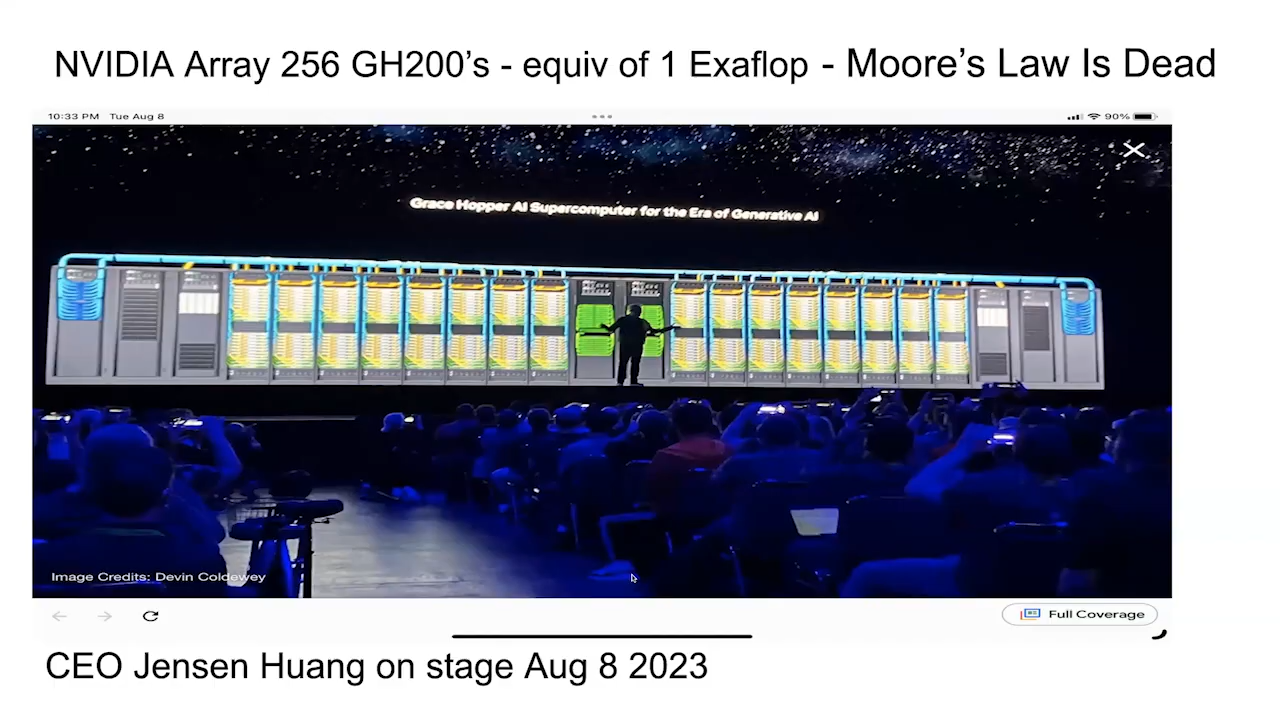 NVIDIA Array 256 GH200's - equiv of 1 Exaflop - Moore's Law Is Dead
10:33 PM Tue Aug 8
90%
Grace Hopper AI Supercomputer for the Era of Generative AI
Image Credits: Devin Coldewey
Full Coverage
CEO Jensen Huang on stage Aug 8 2023